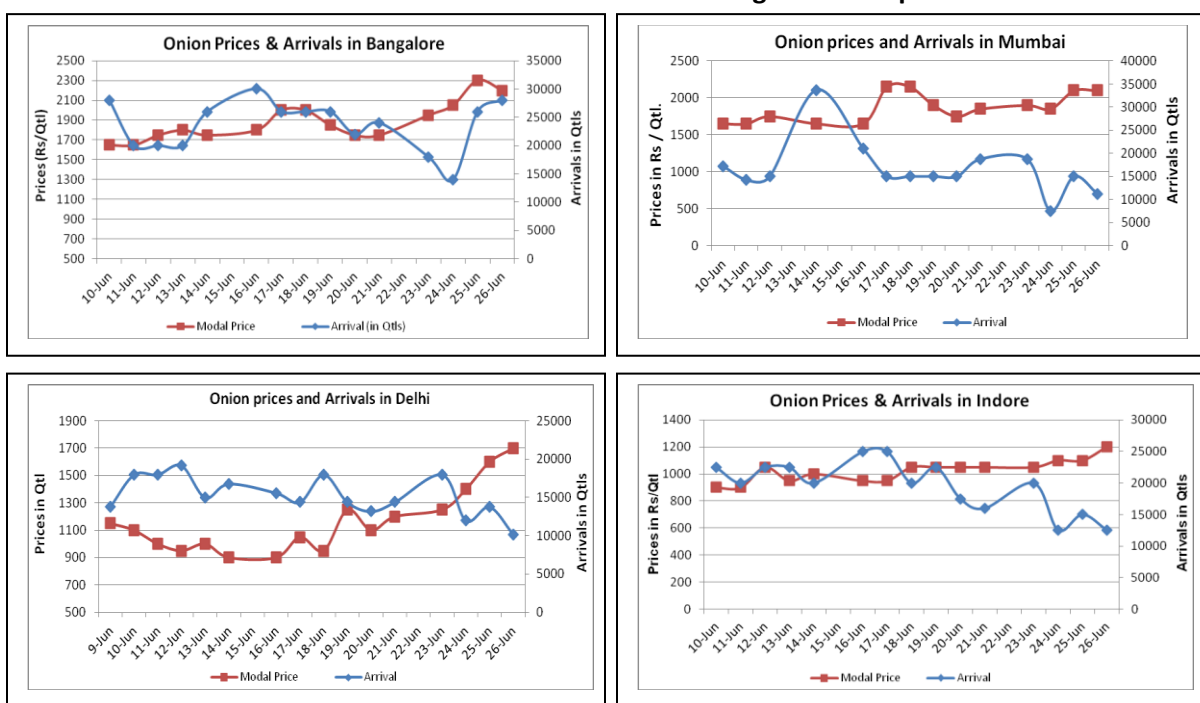 Onion Prices & Arrivals in Bangalore
Prices (Rs/Qtl)
2500
2300
2100
1900
1700
1500
1300
1100
900
700
500
35000
30000
25000
20000
15000
10000
5000
0
Arrivals in Qtls
10-Jun
11-Jun
12-Jun
13-Jun
14-Jun
15-Jun
16-Jun
17-Jun
18-Jun
19-Jun
20-Jun
21-Jun
22-Jun
23-Jun
24-Jun
25-Jun
26-Jun
Modal Price Arrival (in Qtls)
Onion prices and Arrivals in Mumbai
Prices in Rs / Qtl.
2500
2000
1500
1000
500
0
40000
35000
30000
25000
20000
15000
10000
5000
0
Arrivals in Qtls
10-Jun
11-Jun
12-Jun
13-Jun
14-Jun
15-Jun
16-Jun
17-Jun
18-Jun
19-Jun
20-Jun
21-Jun
22-Jun
23-Jun
24-Jun
25-Jun
26-Jun
Modal Price Arrival
Onion prices and Arrivals in Delhi
Prices in Qtl
1900
1700
1500
1300
1100
900
700
500
25000
20000
15000
10000
5000
0
Arrivals in Qtls
9-Jun
10-Jun
11-Jun
12-Jun
13-Jun
14-Jun
15-Jun
16-Jun
17-Jun
18-Jun
19-Jun
20-Jun
21-Jun
22-Jun
23-Jun
24-Jun
25-Jun
26-Jun
Modal Price Arrival
Onion Prices & Arrivals in Indore
Prices in Rs/Qtl
1400
1200
1000
800
600
400
200
0
30000
25000
20000
15000
10000
5000
0
Arrivals in Qtls
10-Jun
11-Jun
12-Jun
13-Jun
14-Jun
15-Jun
16-Jun
17-Jun
18-Jun
19-Jun
20-Jun
21-Jun
22-Jun
23-Jun
24-Jun
25-Jun
26-Jun
Modal Price Arrival